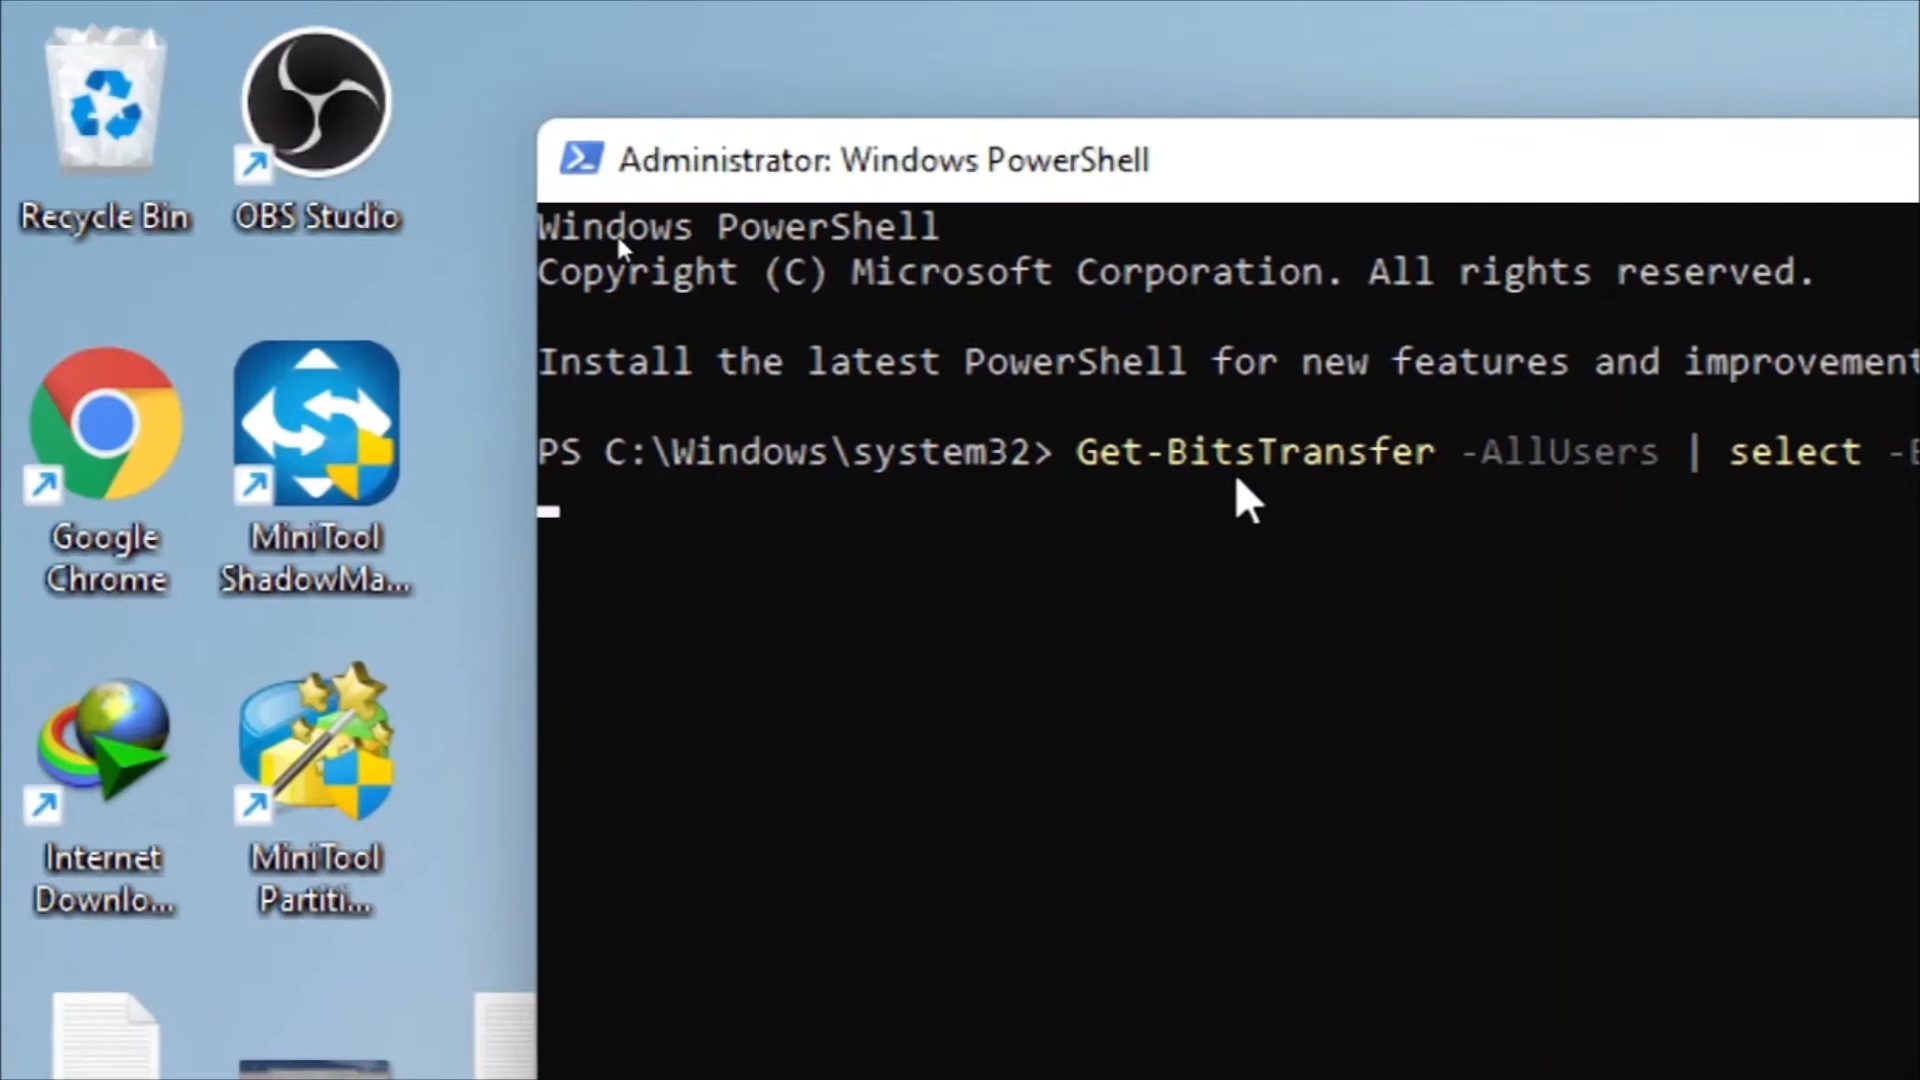 Recycle Bin
OBS Studio
Google
Chrome
MiniTool
ShadowMa...
Internet
Downlo...
MiniTool
Partiti...
Administrator: Windows PowerShell
Windows PowerShell
Copyright (C) Microsoft Corporation. All rights reserved.
Install the latest PowerShell for new features and improvement
PS C:\Windows\system32> Get-BitsTransfer -AllUsers | select -